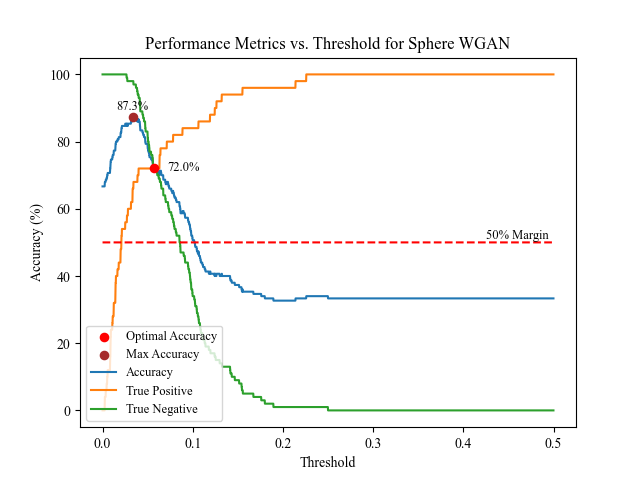 Performance Metrics vs. Threshold for Sphere WGAN
Accuracy (%)
100
80
60
40
20
0
87.3%
72.0%
50% Margin
Optimal Accuracy
Max Accuracy
Accuracy
True Positive
True Negative
0.0 0.1 0.2 0.3 0.4 0.5
Threshold